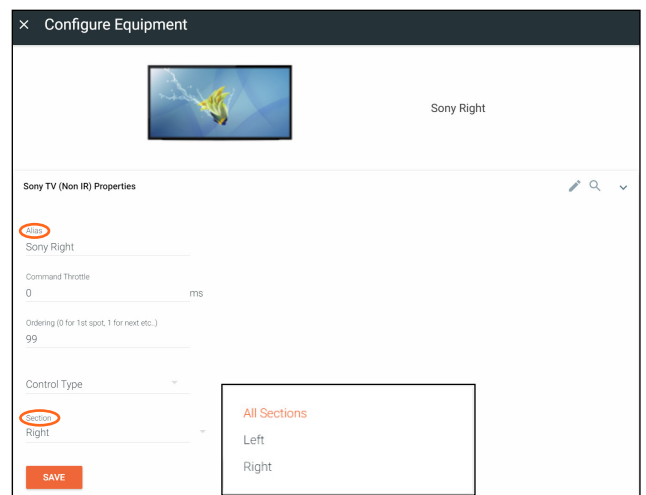 × Configure Equipment
Sony Right
Sony TV (Non IR) Properties
Alias
Sony Right
Command Throttle
0 ms
Ordering (0 for 1st spot, 1 for next etc..)
99
Control Type
Section
Right
All Sections
Left
Right
SAVE